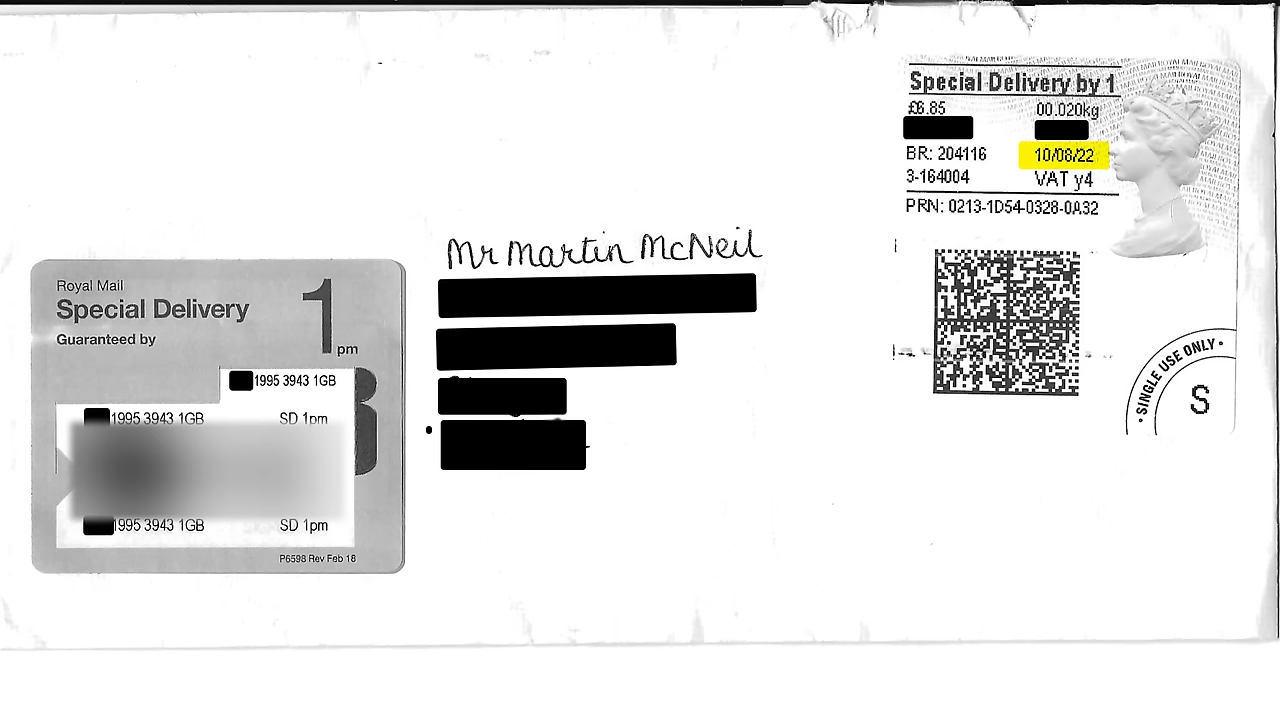 Special Delivery by 1
£6.85 00.020kg
BR: 204116 10/08/22
3-164004 VAT y4
PRN: 0213-1D54-0328-0A32
Mr Martin McNeil
Royal Mail
Special Delivery
Guaranteed by
1pm
1995 3943 1GB
1995 3943 1GB SD 1pm
1995 3943 1GB SD 1pm
P6598 Rev Feb 18
• SINGLE USE ONLY •
S